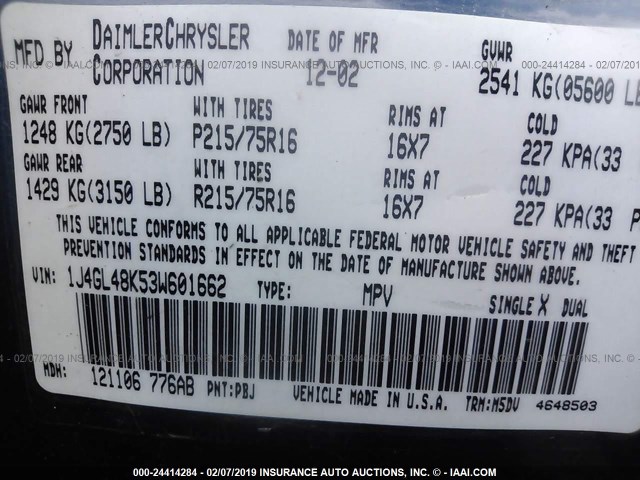 MFD BY DAIMLERCHRYSLER CORPORATION DATE OF MFR 12-02 GVWR 2541 KG(05600 LB
GAWR FRONT WITH TIRES RIMS AT COLD
1248 KG(2750 LB) P215/75R16 16X7 227 KPA(33
GAWR REAR WITH TIRES RIMS AT COLD
1429 KG(3150 LB) R215/75R16 16X7 227 KPA(33 P
THIS VEHICLE CONFORMS TO ALL APPLICABLE FEDERAL MOTOR VEHICLE SAFETY AND THEFT
PREVENTION STANDARDS IN EFFECT ON THE DATE OF MANUFACTURE SHOWN ABOVE.
VIN: 1J4GL48K53W601662 TYPE: MPV SINGLE X DUAL
MDH: 121106 776AB PNT:PBJ VEHICLE MADE IN U.S.A. TRM:M5DV 4648503
000-24414284 - 02/07/2019 INSURANCE AUTO AUCTIONS, INC. - © IAAI.COM